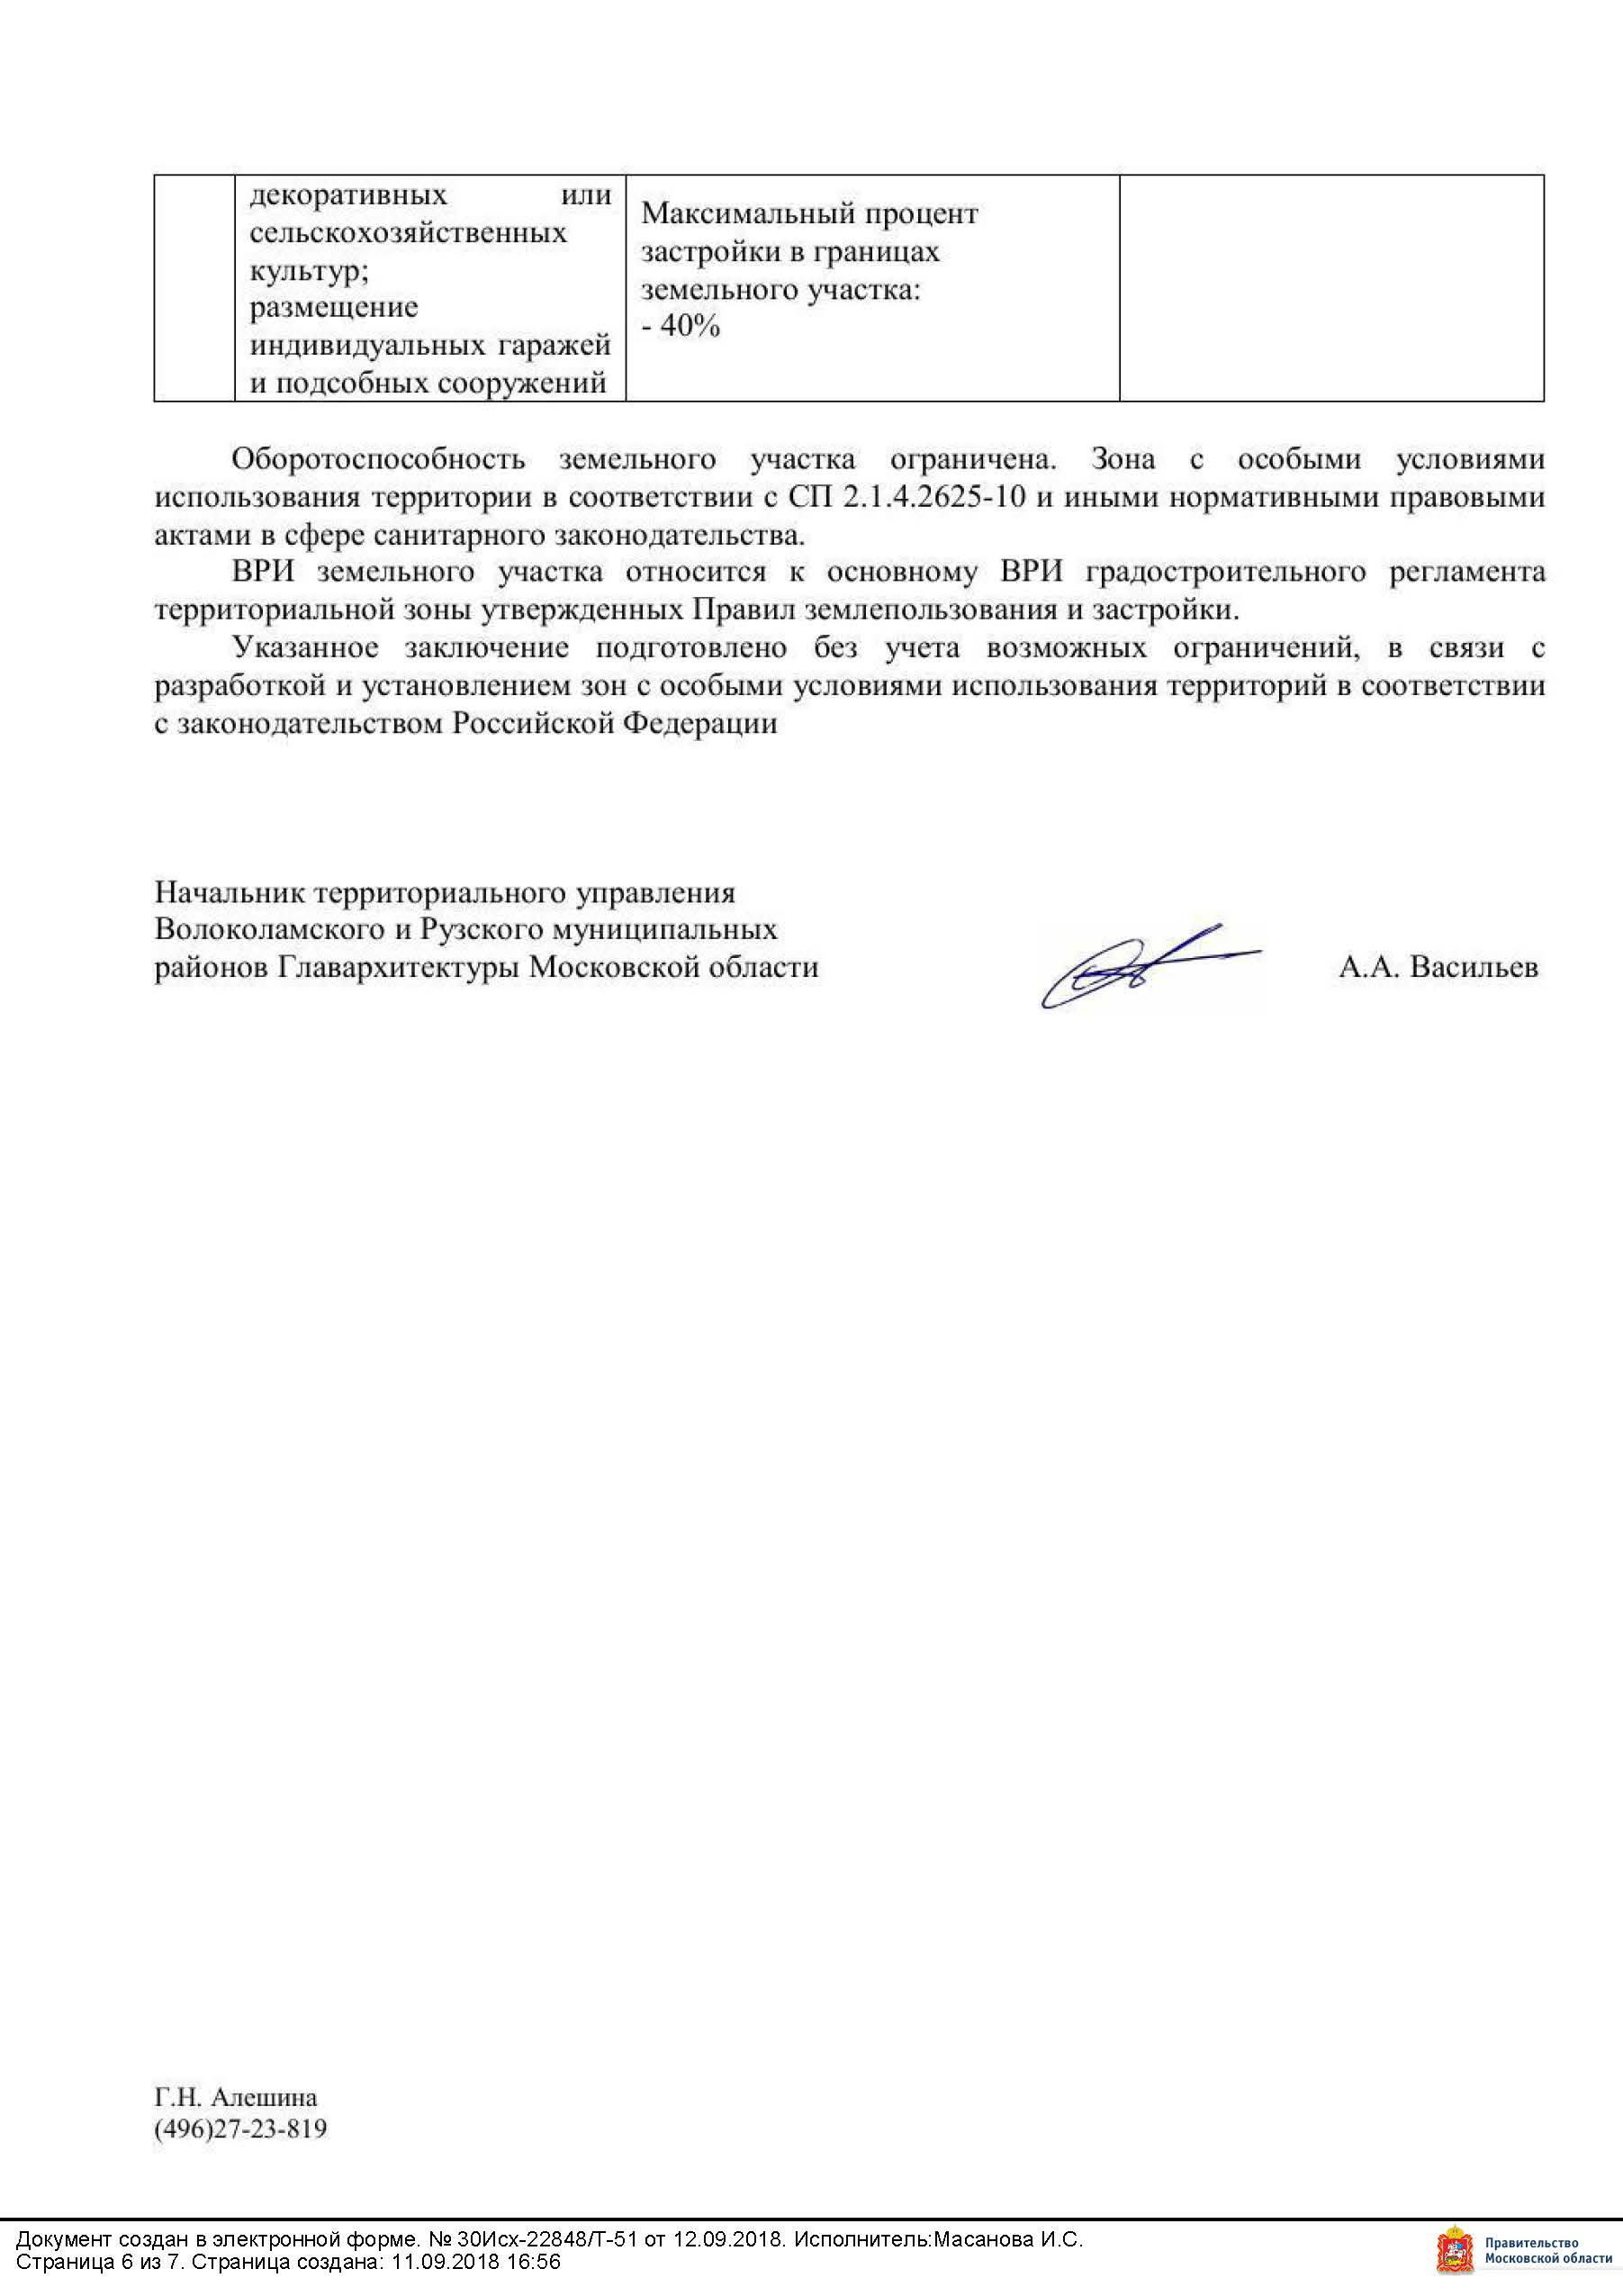 декоративных или
сельскохозяйственных
культур;
размещение
индивидуальных гаражей
и подсобных сооружений
Максимальный процент
застройки в границах
земельного участка:
- 40%
Оборотоспособность земельного участка ограничена. Зона с особыми условиями
использования территории в соответствии с СП 2.1.4.2625-10 и иными нормативными правовыми
актами в сфере санитарного законодательства.
ВРИ земельного участка относится к основному ВРИ градостроительного регламента
территориальной зоны утвержденных Правил землепользования и застройки.
Указанное заключение подготовлено без учета возможных ограничений, в связи с
разработкой и установлением зон с особыми условиями использования территорий в соответствии
с законодательством Российской Федерации
Начальник территориального управления
Волоколамского и Рузского муниципальных
районов Главархитектуры Московской области
А.А. Васильев
Г.Н. Алешина
(496)27-23-819
Документ создан в электронной форме. № 30Исх-22848/Т-51 от 12.09.2018. Исполнитель:Масанова И.С.
Страница 6 из 7. Страница создана: 11.09.2018 16:56
Правительство
Московской области